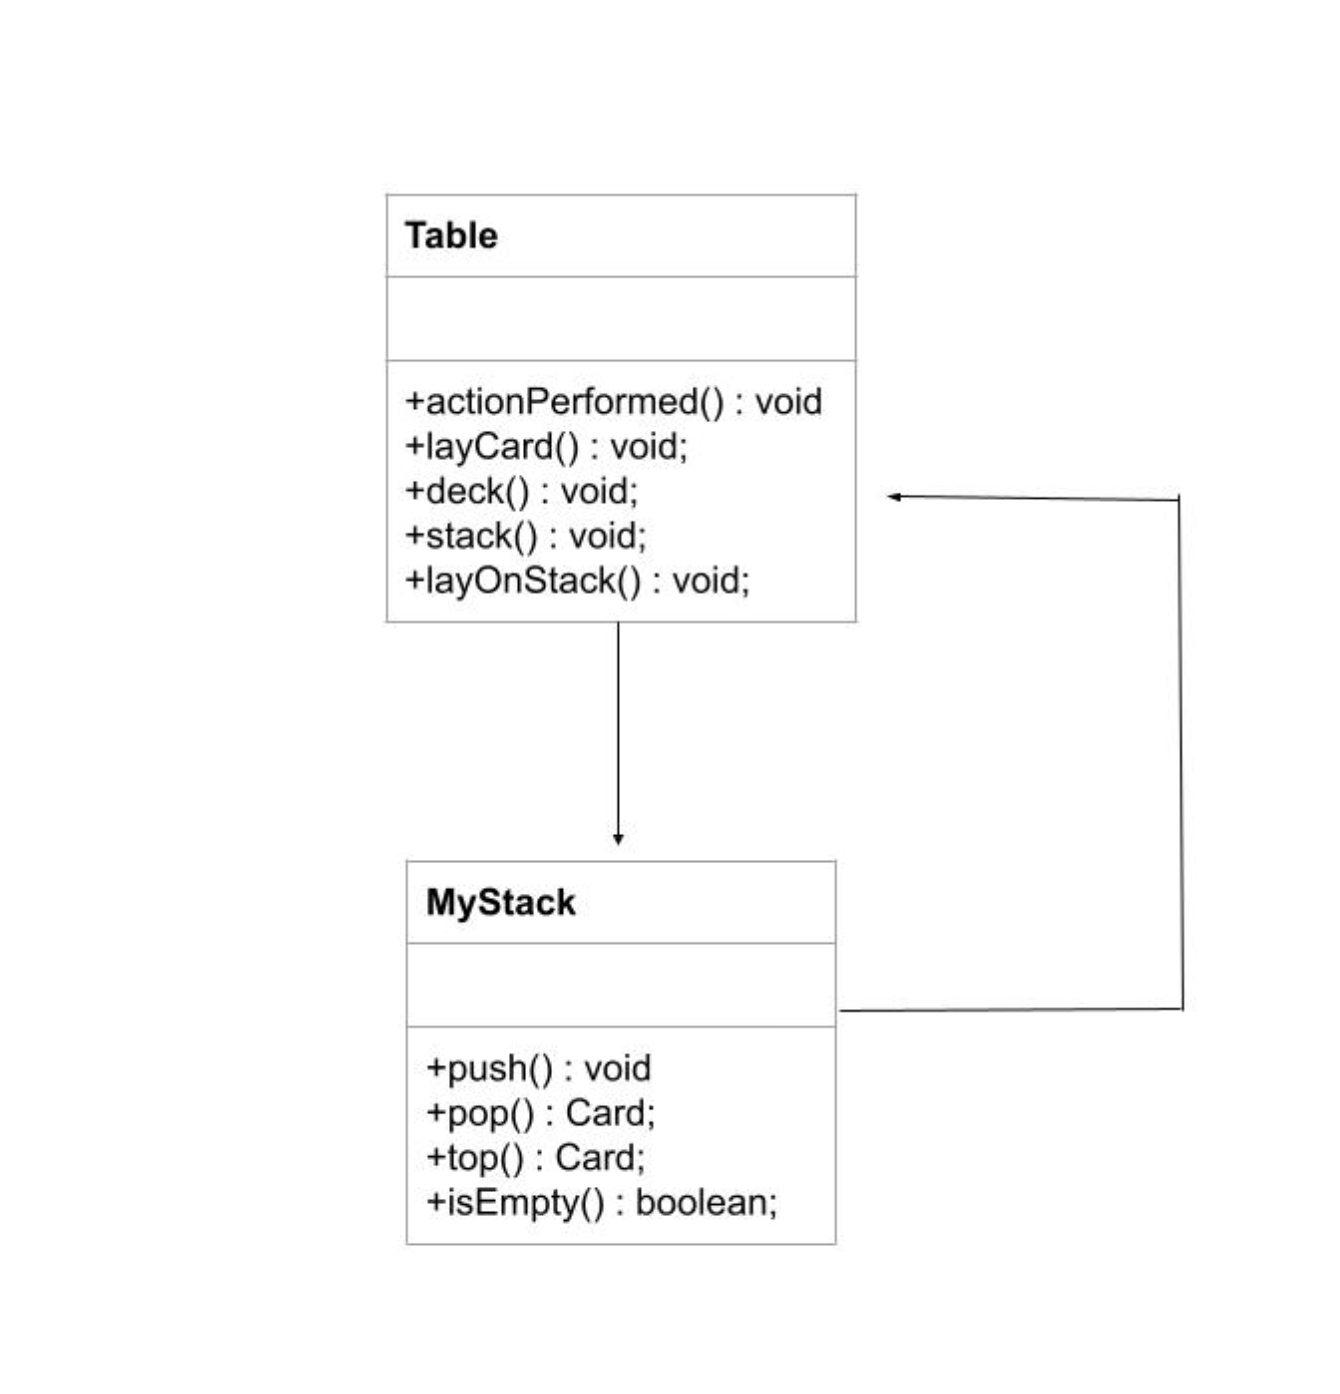 Table
+actionPerformed() : void
+layCard() : void;
+deck() : void;
+stack() : void;
+layOnStack() : void;
MyStack
+push() : void
+pop() : Card;
+top() : Card;
+isEmpty() : boolean;